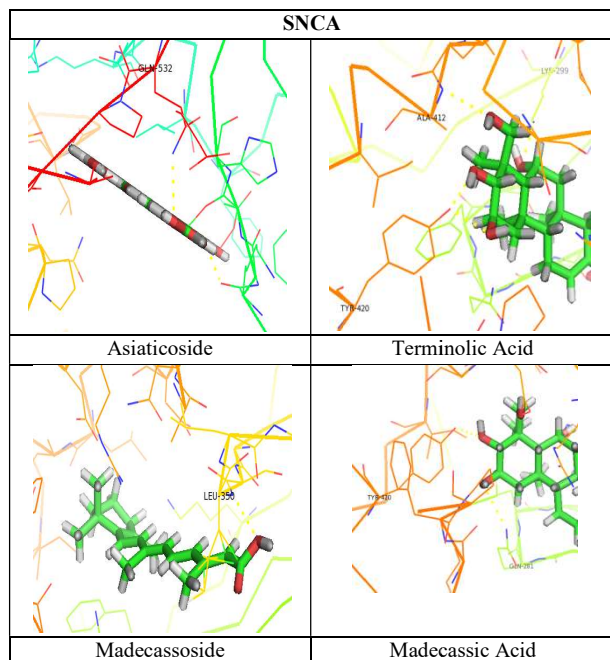 SNCA
GLN-532
LYS-299
ALA-412
TYR-420
Asiaticoside
Terminolic Acid
LEU-350
TYR-420
GLN-281
Madecassoside
Madecassic Acid